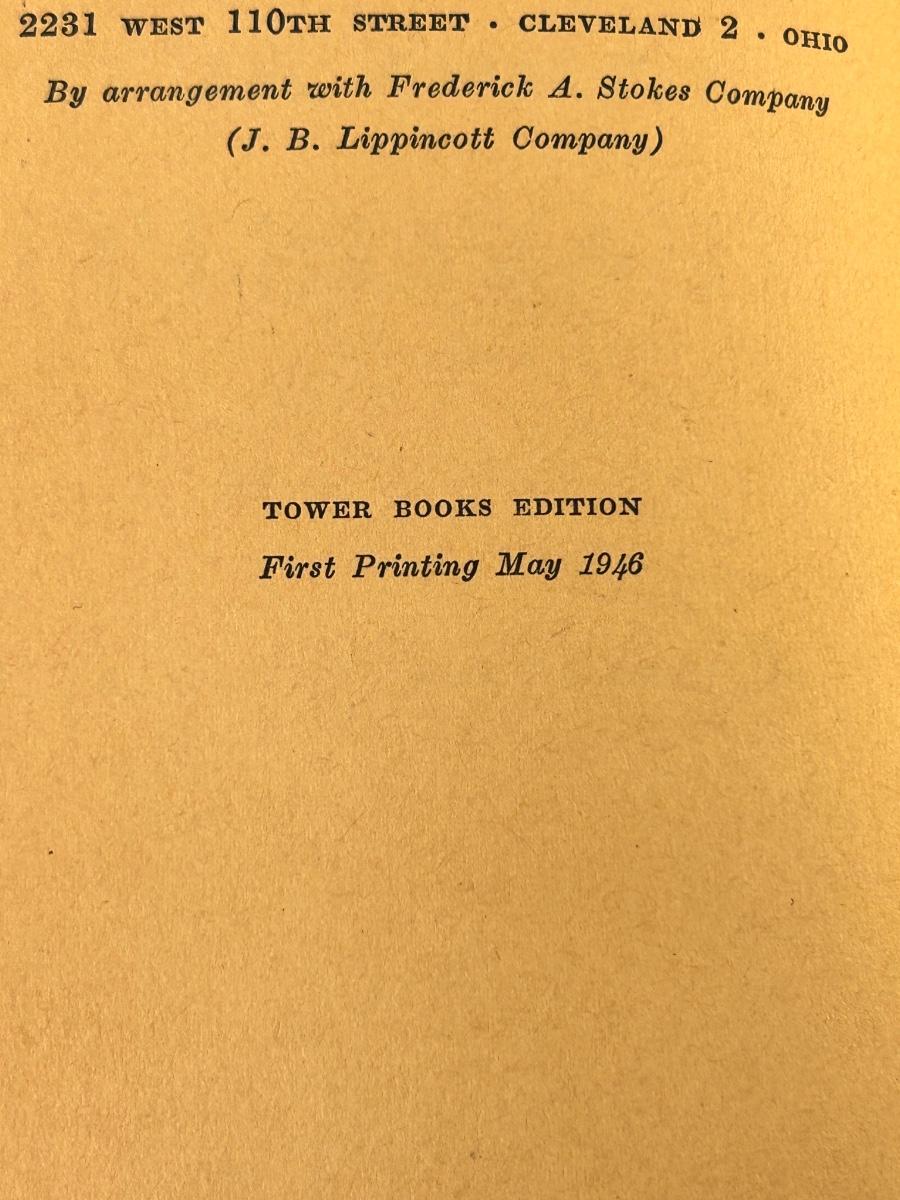 2231 WEST 110TH STREET · CLEVELAND 2 · OHIO
By arrangement with Frederick A. Stokes Company
(J. B. Lippincott Company)
TOWER BOOKS EDITION
First Printing May 1946